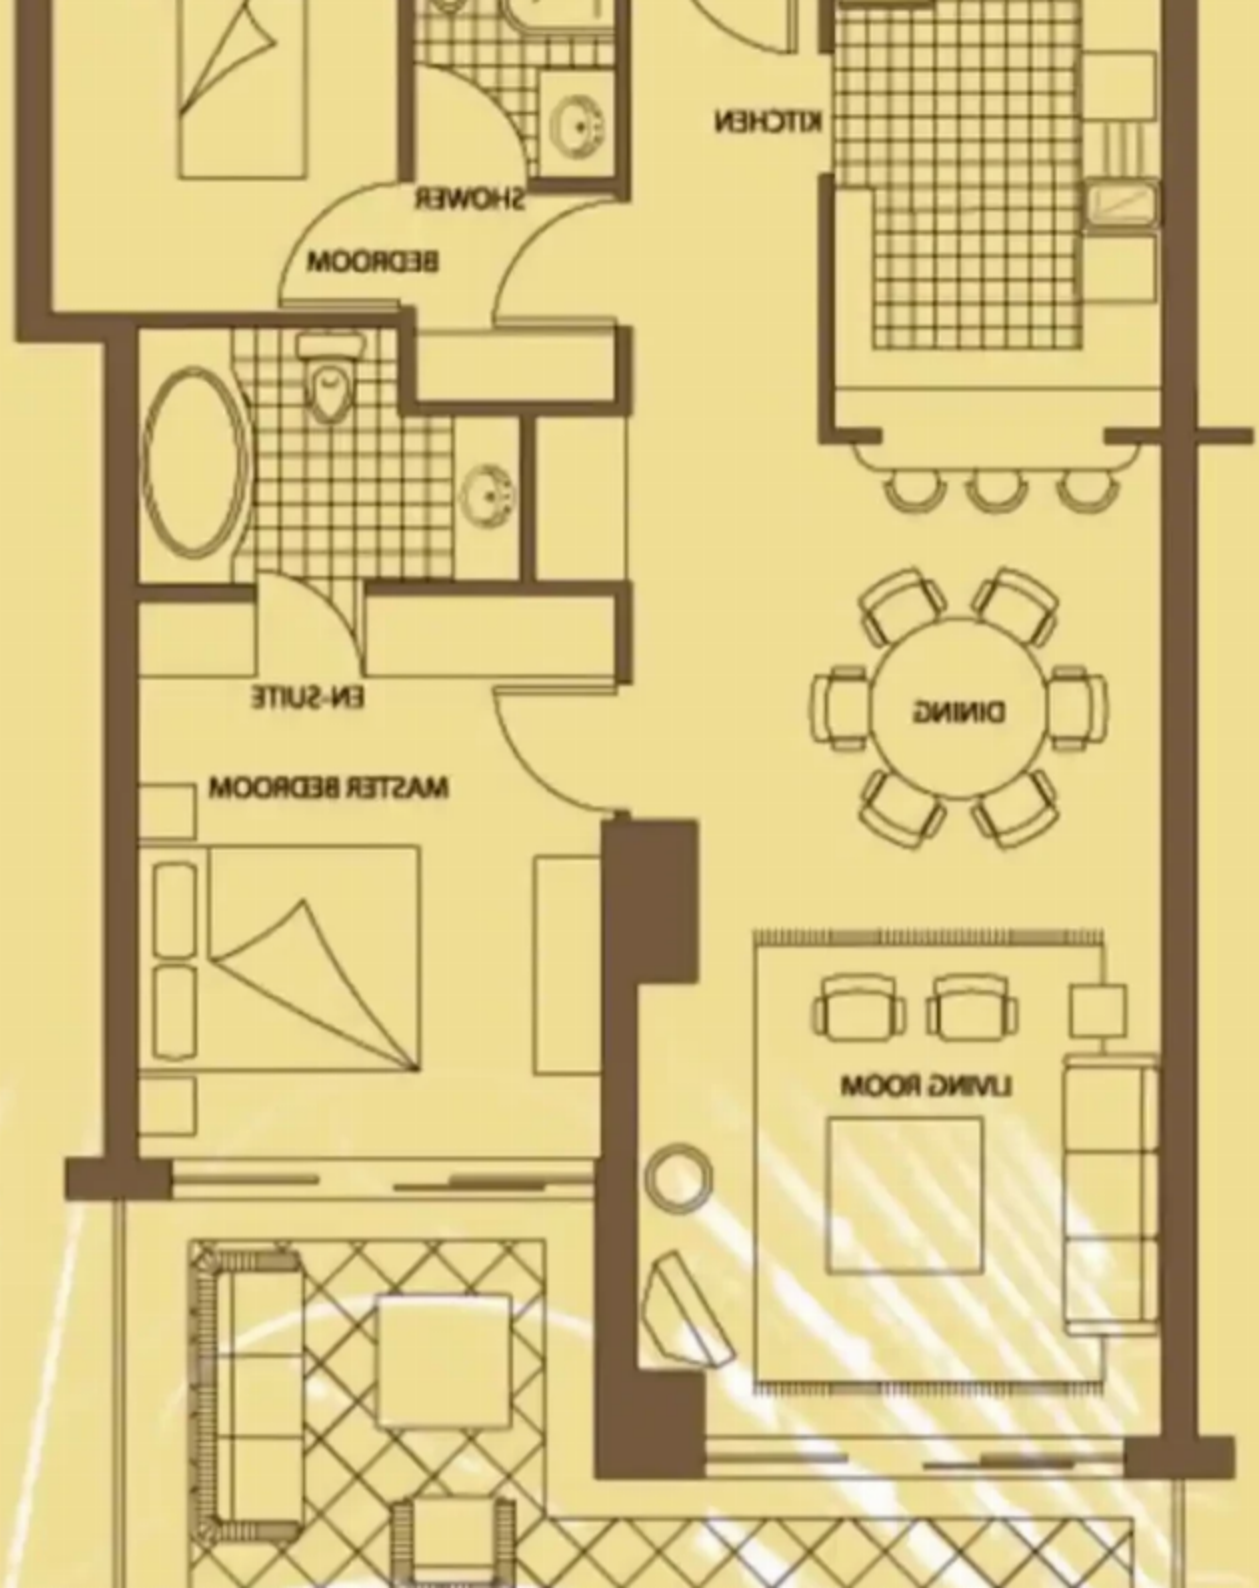 KITCHEN
SHOWER
BEDROOM
EN-SUITE
DINING
MASTER BEDROOM
LIVING ROOM